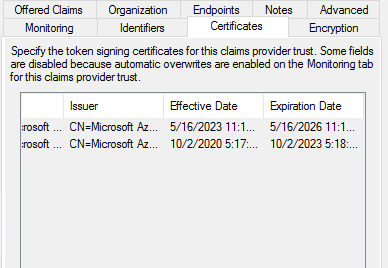 Offered Claims Organization Endpoints Notes Advanced
Monitoring Identifiers Certificates Encryption
Specify the token signing certificates for this claims provider trust. Some fields
are disabled because automatic overwrites are enabled on the Monitoring tab
for this claims provider trust.
Issuer Effective Date Expiration Date
rosoft ... CN=Microsoft Az... 5/16/2023 11:1... 5/16/2026 11:1...
rosoft ... CN=Microsoft Az... 10/2/2020 5:17:... 10/2/2023 5:18:...